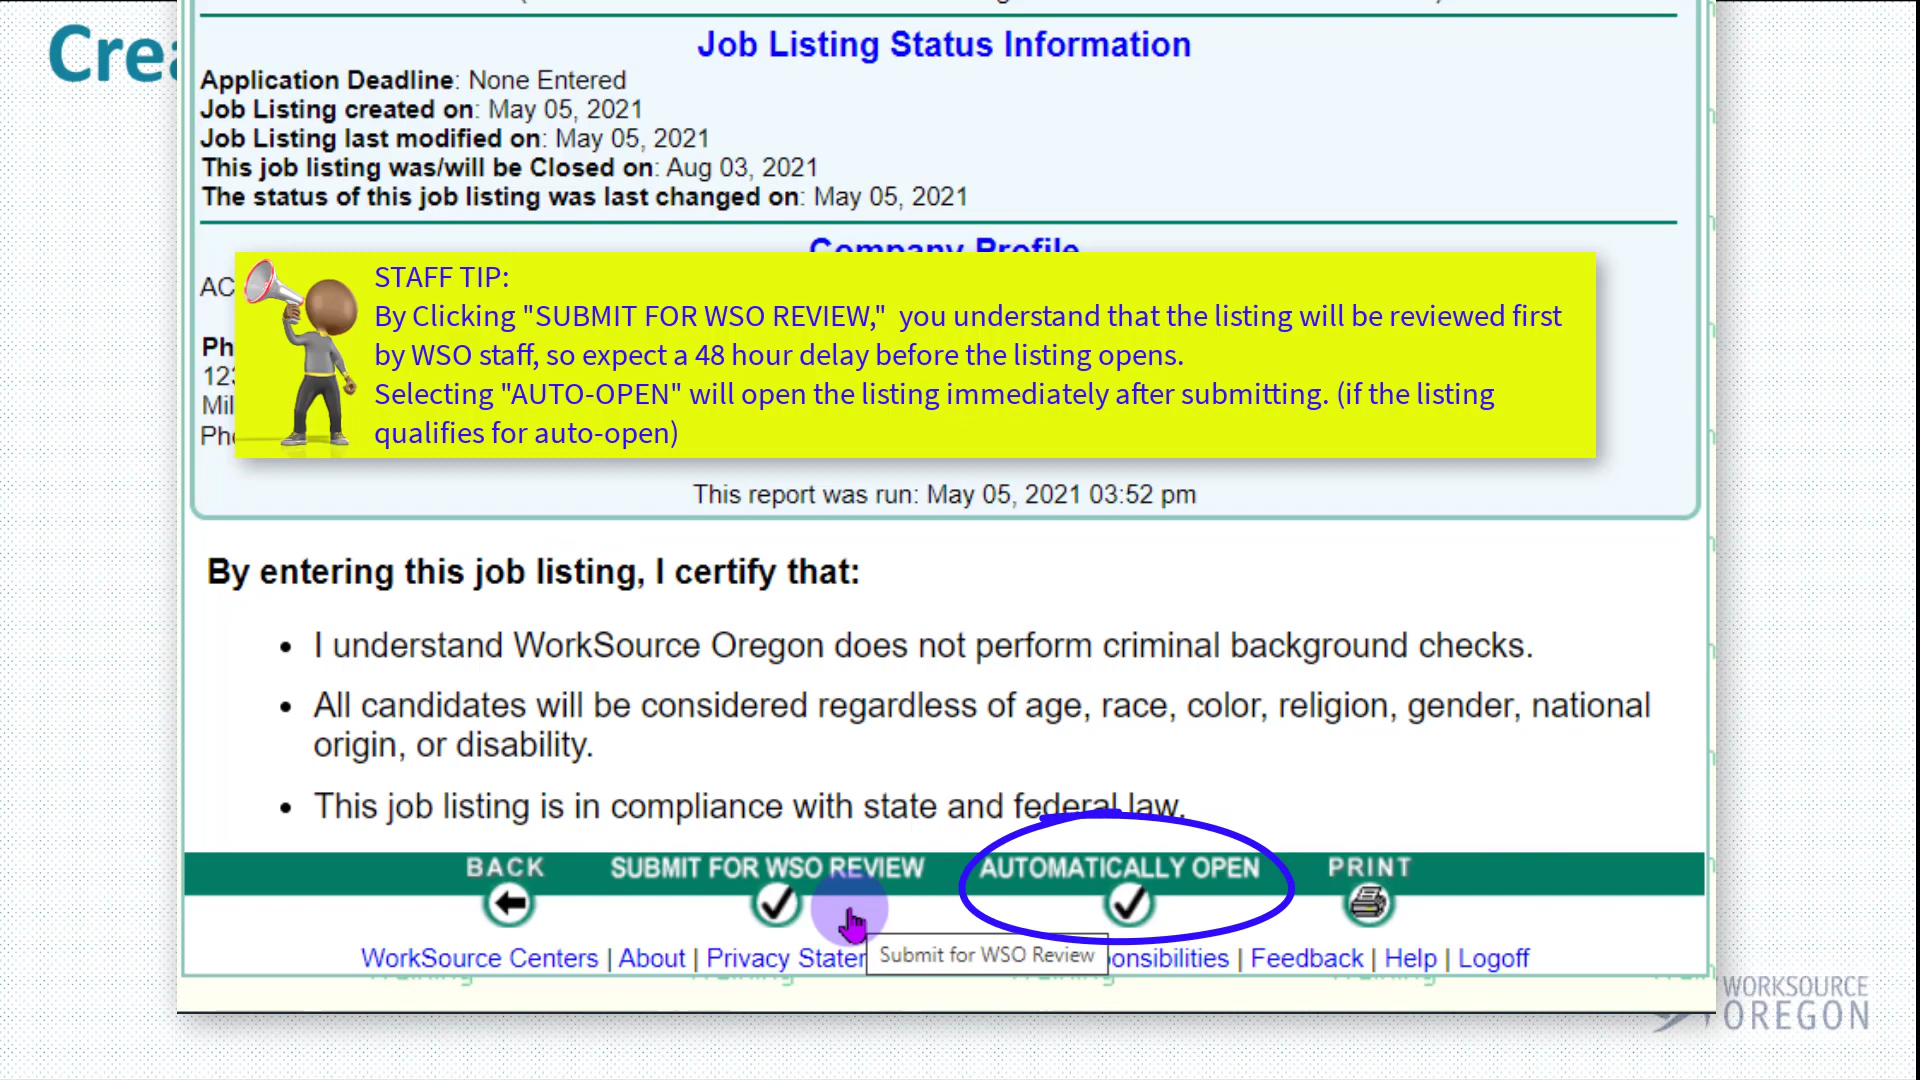 Crea
Job Listing Status Information
Application Deadline: None Entered
Job Listing created on: May 05, 2021
Job Listing last modified on: May 05, 2021
This job listing was/will be Closed on: Aug 03, 2021
The status of this job listing was last changed on: May 05, 2021
Company Profile
AC
STAFF TIP:
By Clicking "SUBMIT FOR WSO REVIEW,"  you understand that the listing will be reviewed first
by WSO staff, so expect a 48 hour delay before the listing opens.
Selecting "AUTO-OPEN" will open the listing immediately after submitting. (if the listing
qualifies for auto-open)
Ph
123
Mil
Pho
This report was run: May 05, 2021 03:52 pm
By entering this job listing, I certify that:
• I understand WorkSource Oregon does not perform criminal background checks.
• All candidates will be considered regardless of age, race, color, religion, gender, national
origin, or disability.
• This job listing is in compliance with state and federal law.
BACK SUBMIT FOR WSO REVIEW AUTOMATICALLY OPEN PRINT
WorkSource Centers | About | Privacy Stater onsibilities | Feedback | Help | Logoff
Submit for WSO Review
WORKSOURCE
OREGON